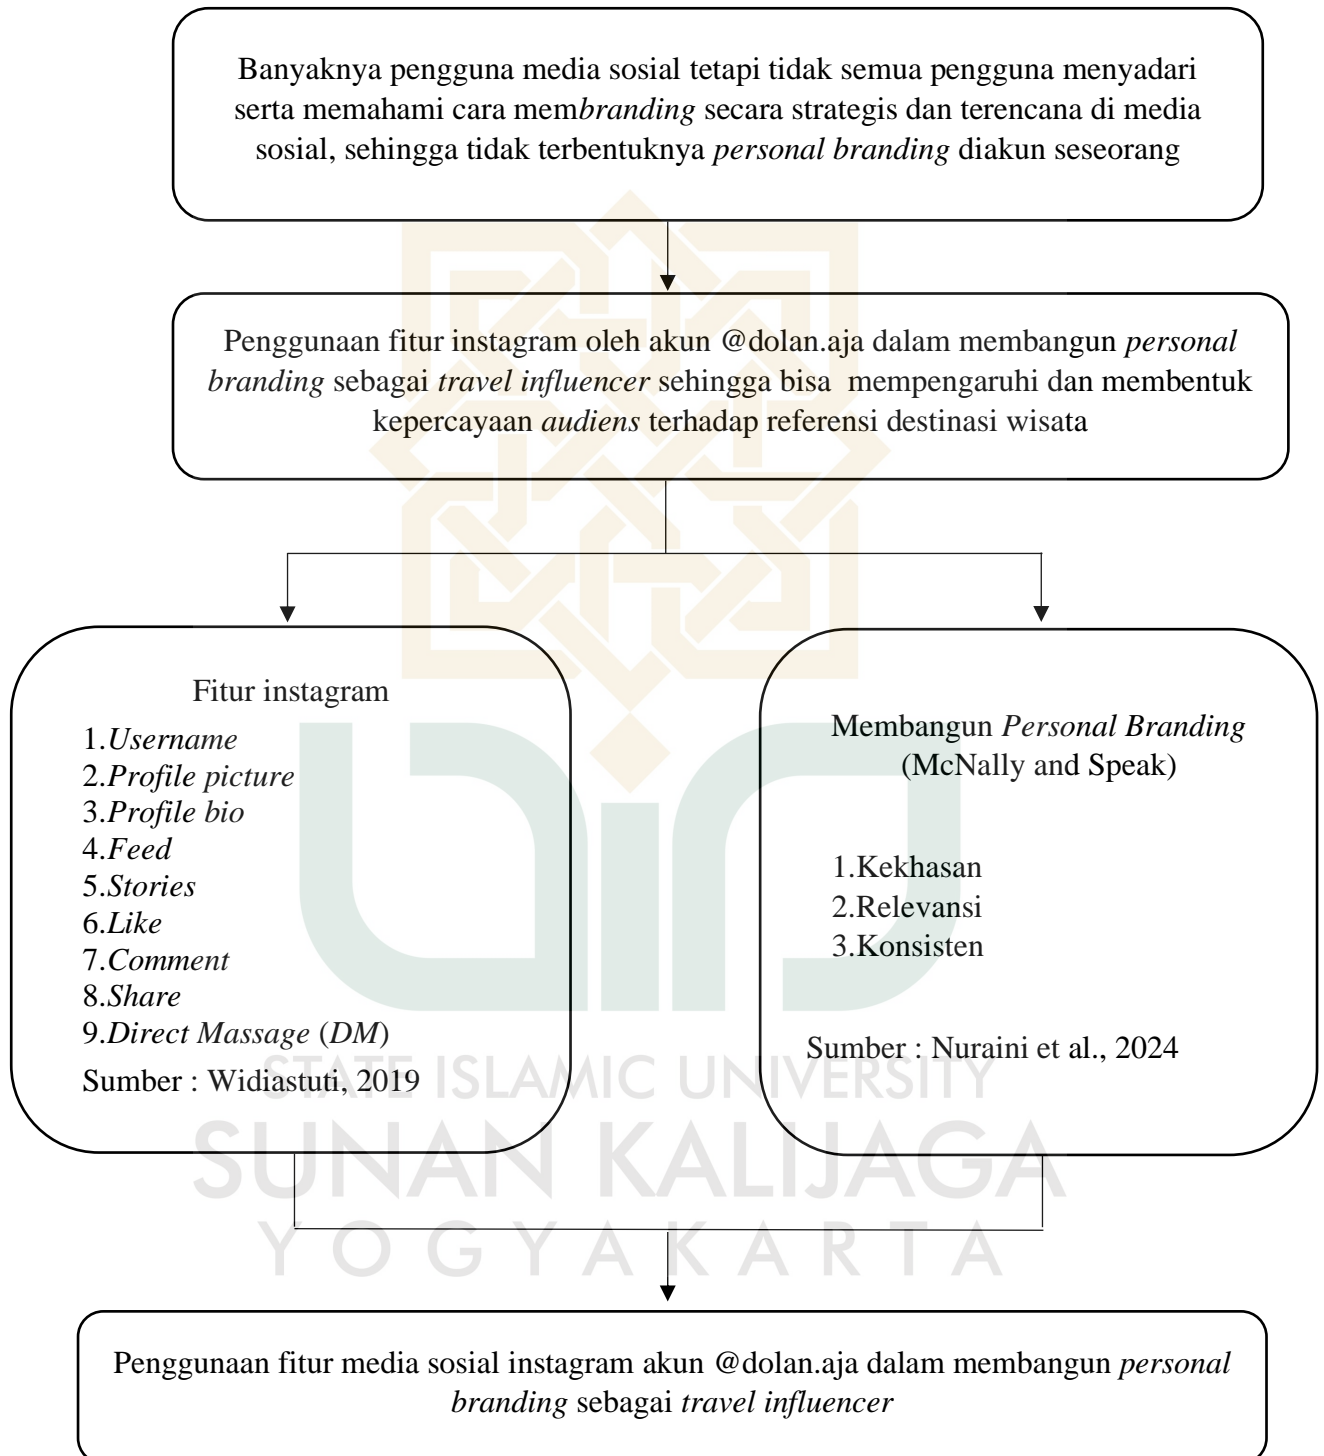 Banyaknya pengguna media sosial tetapi tidak semua pengguna menyadari
serta memahami cara membranding secara strategis dan terencana di media
sosial, sehingga tidak terbentuknya personal branding diakun seseorang
Penggunaan fitur instagram oleh akun @dolan.aja dalam membangun personal
branding sebagai travel influencer sehingga bisa  mempengaruhi dan membentuk
kepercayaan audiens terhadap referensi destinasi wisata
Fitur instagram
1.Username
2.Profile picture
3.Profile bio
4.Feed
5.Stories
6.Like
7.Comment
8.Share
9.Direct Massage (DM)
Sumber : Widiastuti, 2019
Membangun Personal Branding
(McNally and Speak)
1.Kekhasan
2.Relevansi
3.Konsisten
Sumber : Nuraini et al., 2024
STATE ISLAMIC UNIVERSITY
SUNAN KALIJAGA
YOGYAKARTA
Penggunaan fitur media sosial instagram akun @dolan.aja dalam membangun personal
branding sebagai travel influencer